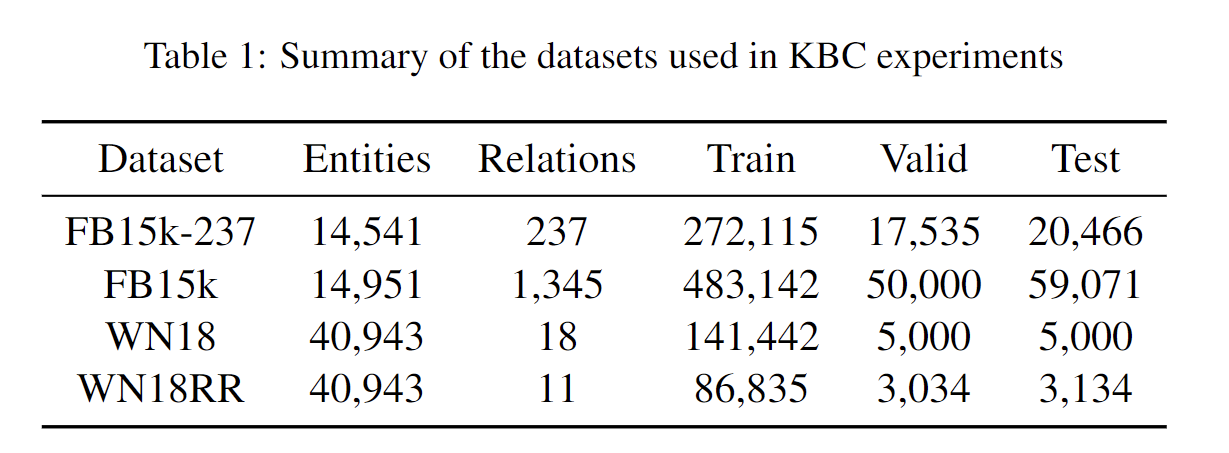 Table 1: Summary of the datasets used in KBC experiments
Dataset Entities Relations Train Valid Test
FB15k-237 14,541 237 272,115 17,535 20,466
FB15k 14,951 1,345 483,142 50,000 59,071
WN18 40,943 18 141,442 5,000 5,000
WN18RR 40,943 11 86,835 3,034 3,134